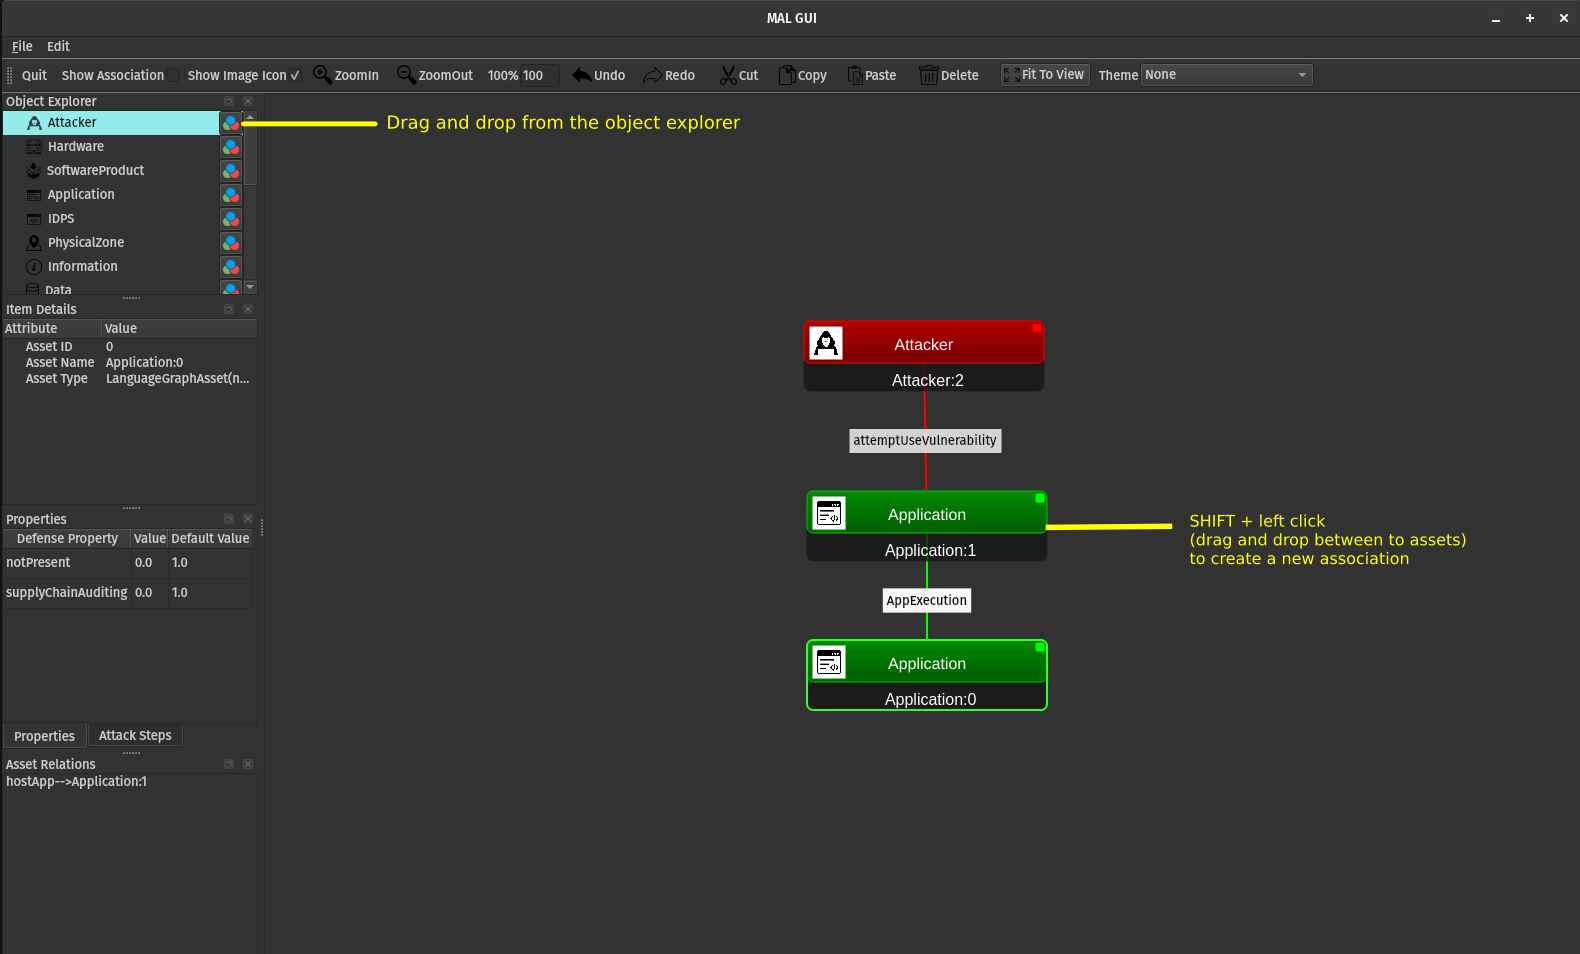 MAL GUI
File Edit
Quit Show Association Show Image Icon ZoomIn ZoomOut 100% 100 Undo Redo Cut Copy Paste Delete Fit To View Theme None
Object Explorer
Attacker
Hardware
SoftwareProduct
Application
IDPS
PhysicalZone
Information
Data
Drag and drop from the object explorer
Item Details
Attribute Value
Asset ID 0
Asset Name Application:0
Asset Type LanguageGraphAsset(n...
Properties
Defense Property Value Default Value
notPresent 0.0 1.0
supplyChainAuditing 0.0 1.0
Properties Attack Steps
Asset Relations
hostApp-->Application:1
Attacker
Attacker:2
attemptUseVulnerability
Application
Application:1
AppExecution
Application
Application:0
SHIFT + left click
(drag and drop between to assets)
to create a new association